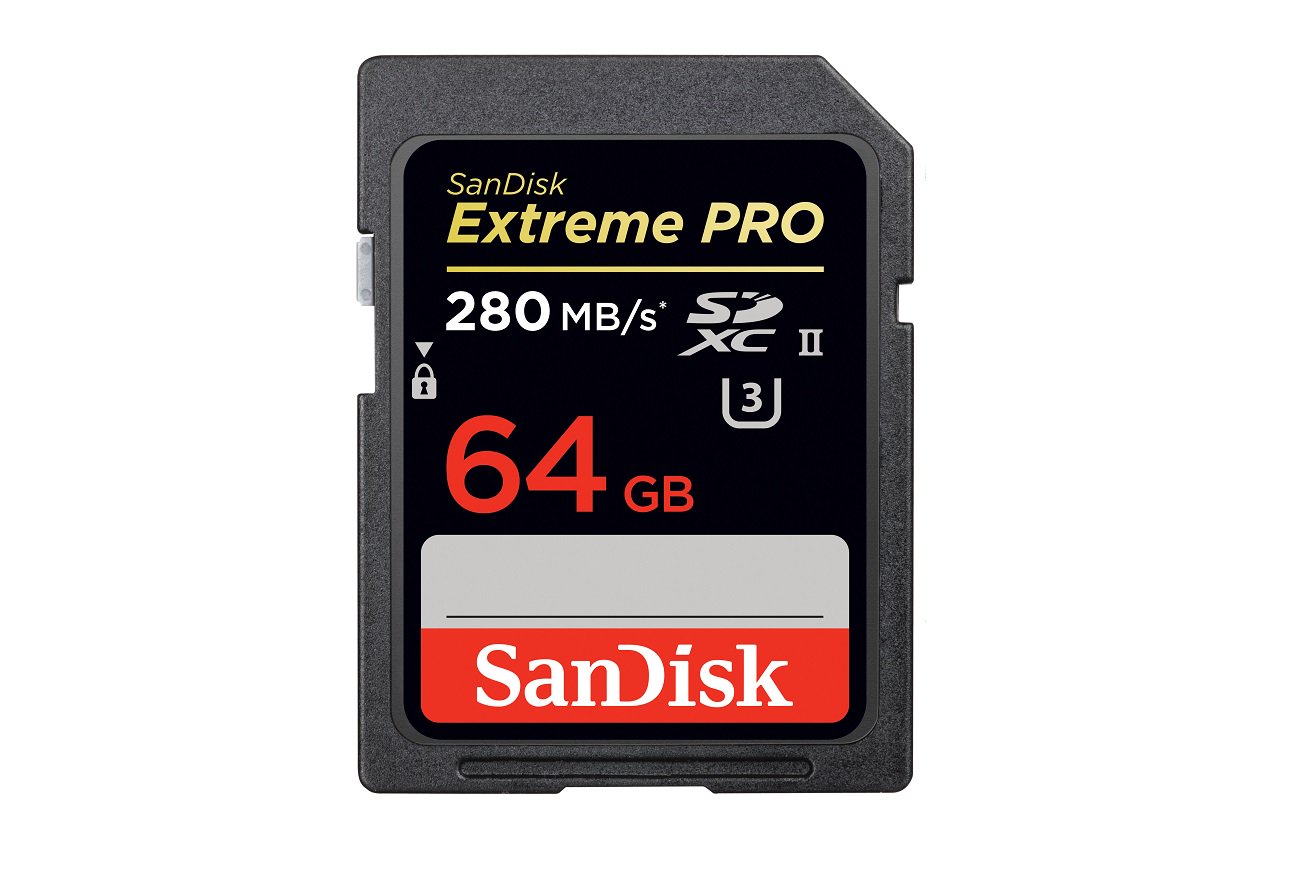 SanDisk
Extreme PRO
280 MB/s*
SD
XC II
3
64 GB
SanDisk